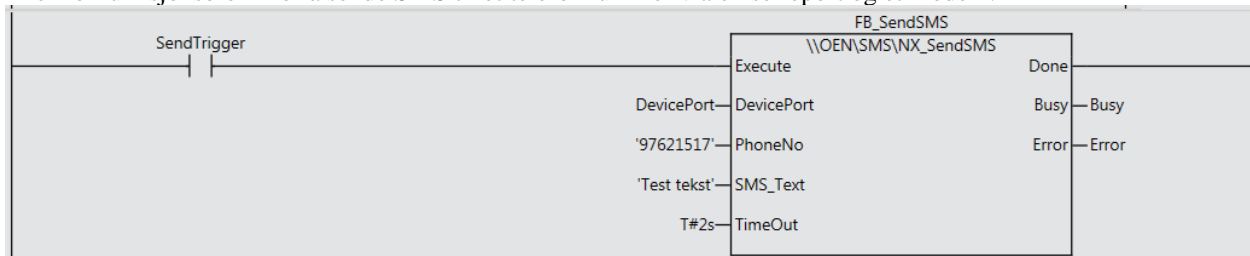 FB_SendSMS
SendTrigger
\\OEN\SMS\NX_SendSMS
Execute Done
DevicePort DevicePort Busy Busy
'97621517' PhoneNo Error Error
'Test tekst' SMS_Text
T#2s TimeOut